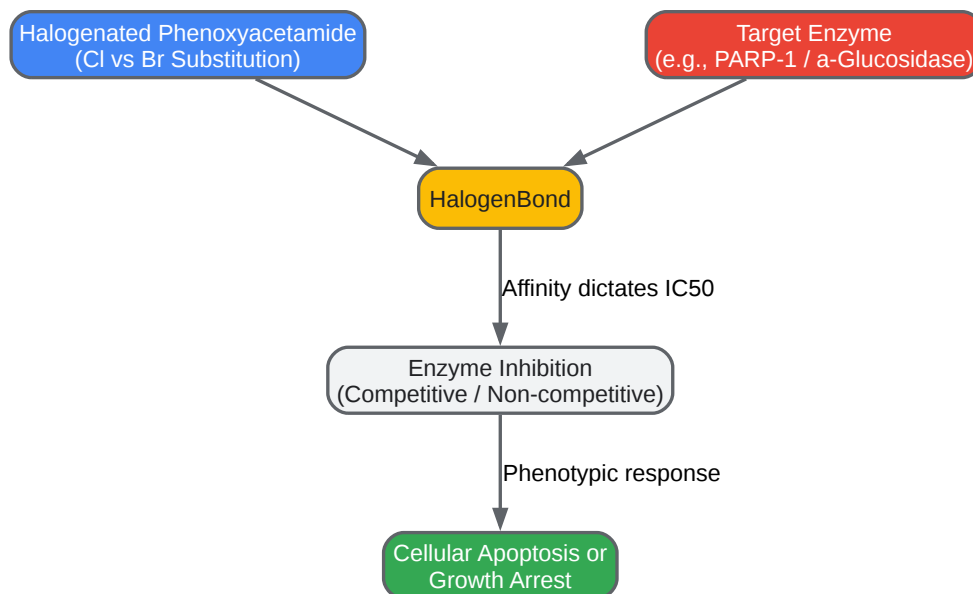 Halogenated Phenoxyacetamide
(Cl vs Br Substitution)
Target Enzyme
(e.g., PARP-1 / a-Glucosidase)
HalogenBond
Affinity dictates IC50
Enzyme Inhibition
(Competitive / Non-competitive)
Phenotypic response
Cellular Apoptosis or
Growth Arrest